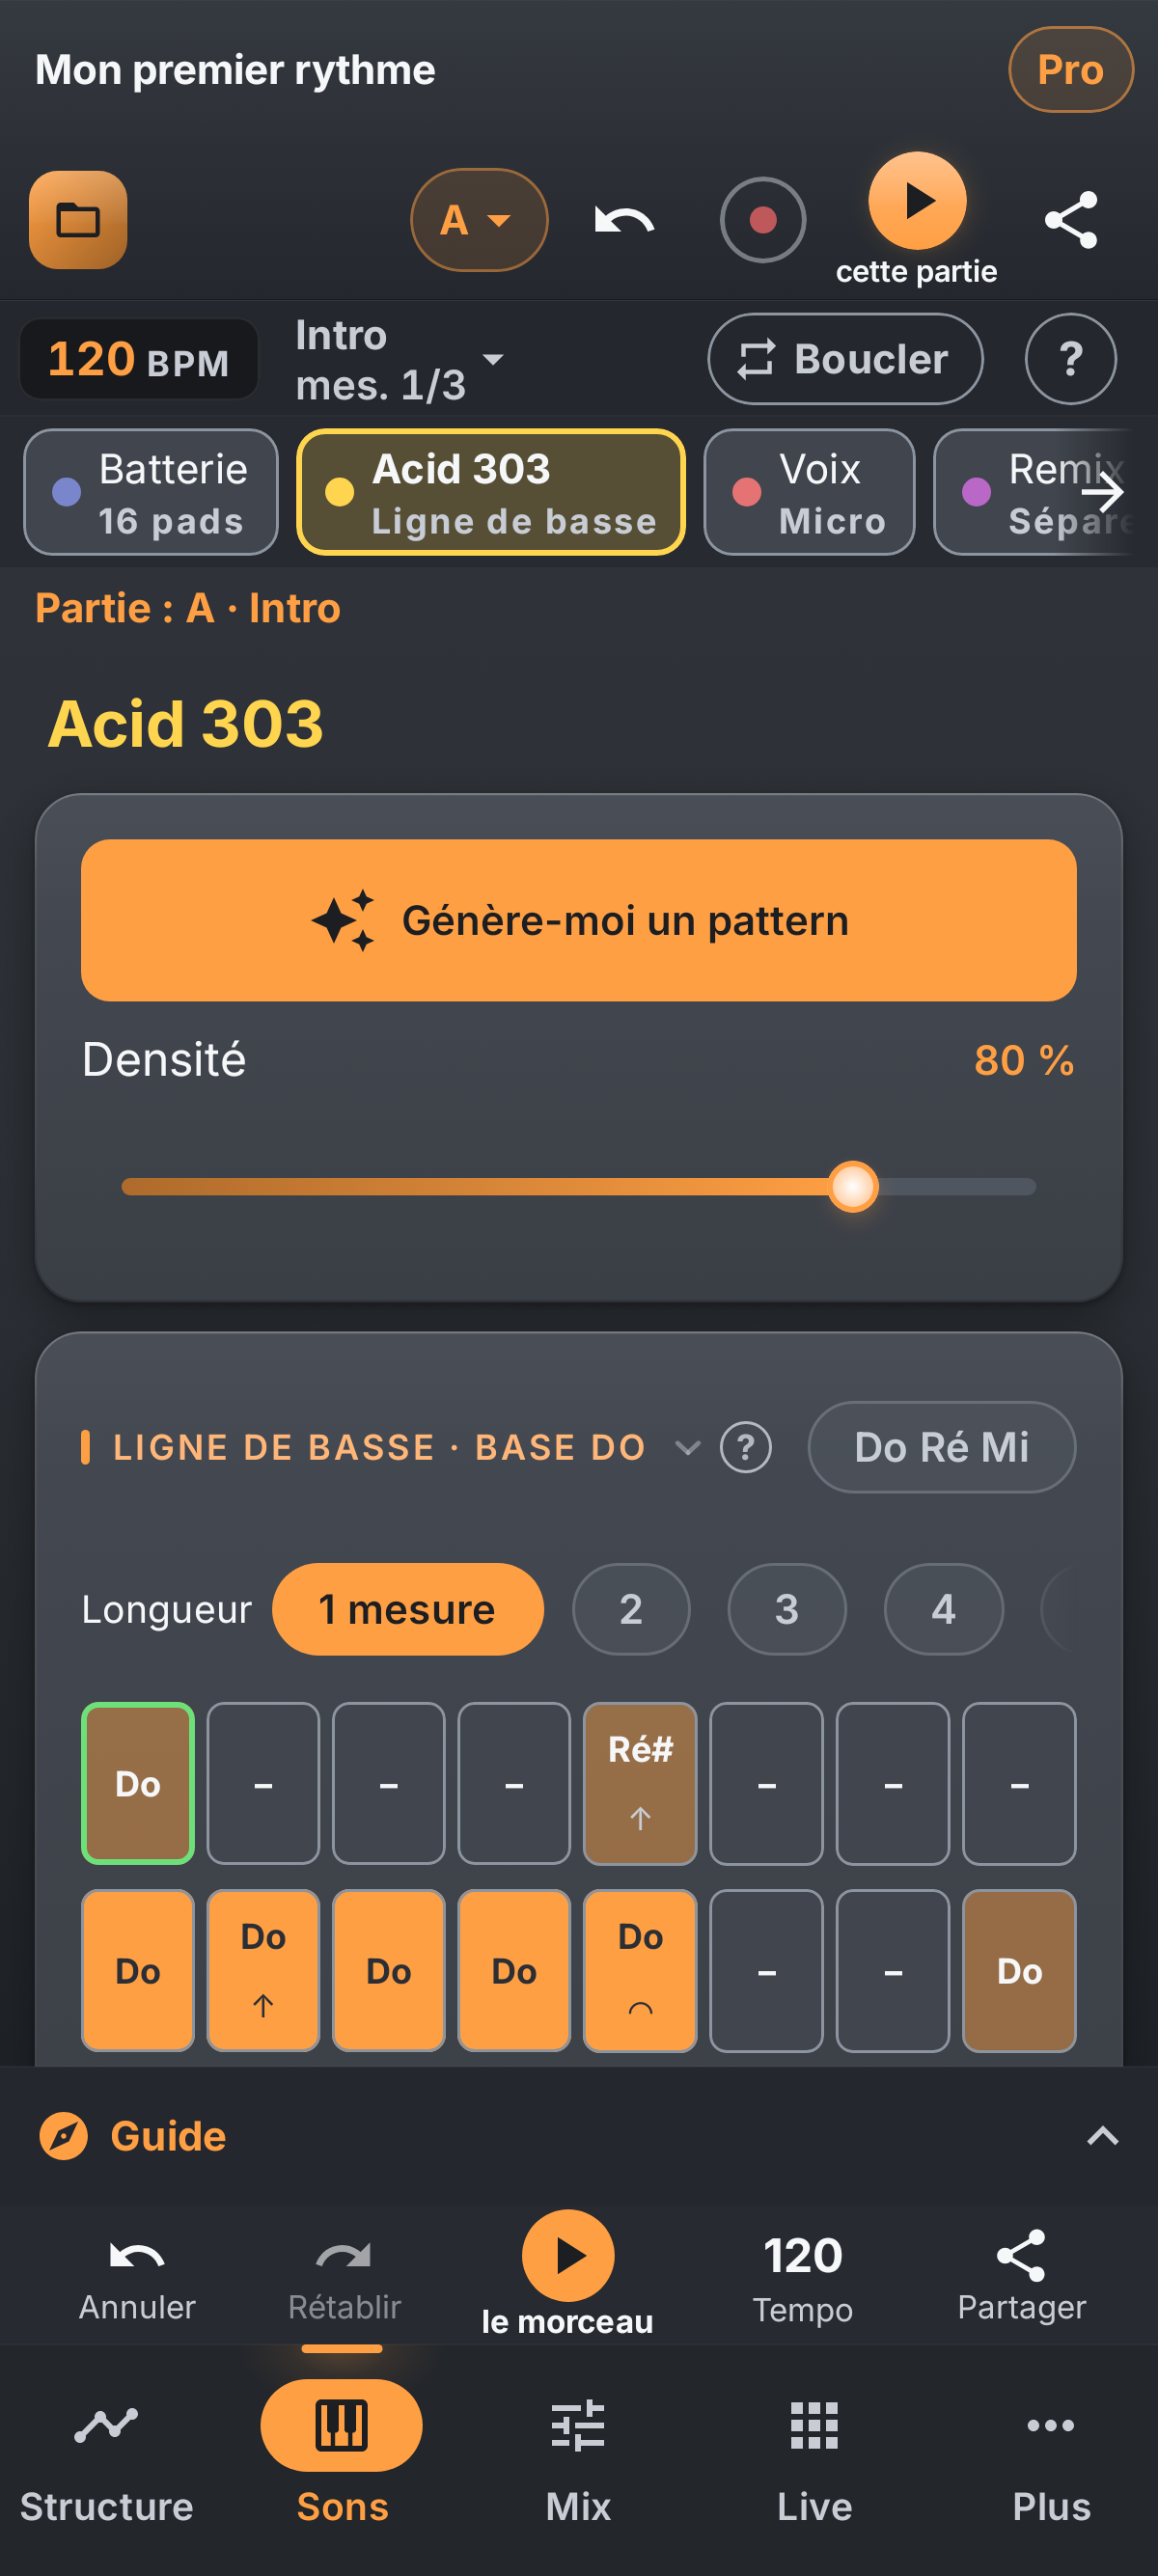 Mon premier rythme
Pro
A
cette partie
120 BPM
Intro
mes. 1/3
Boucler
?
Batterie
16 pads
Acid 303
Ligne de basse
Voix
Micro
Remix
Partie : A · Intro
Acid 303
Génère-moi un pattern
Densité
80 %
LIGNE DE BASSE · BASE DO
?
Do Ré Mi
Longueur
1 mesure
2
3
4
Do
–
–
–
Ré#
↑
–
–
–
Do
Do
↑
Do
Do
Do
–
–
Do
Guide
Annuler
Rétablir
le morceau
120
Tempo
Partager
Structure
Sons
Mix
Live
Plus